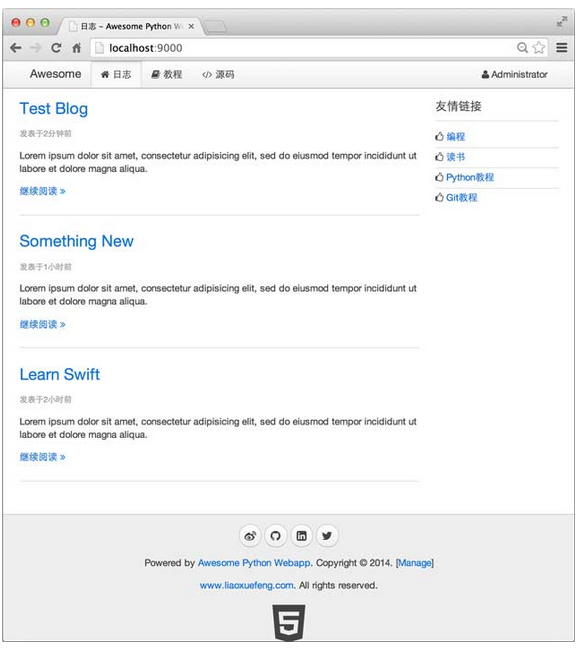 日志 - Awesome Python We
localhost:9000
Awesome 日志 教程 源码 Administrator
Test Blog
发表于2分钟前
Lorem ipsum dolor sit amet, consectetur adipisicing elit, sed do eiusmod tempor incididunt ut
labore et dolore magna aliqua.
继续阅读 »
Something New
发表于1小时前
Lorem ipsum dolor sit amet, consectetur adipisicing elit, sed do eiusmod tempor incididunt ut
labore et dolore magna aliqua.
继续阅读 »
Learn Swift
发表于2小时前
Lorem ipsum dolor sit amet, consectetur adipisicing elit, sed do eiusmod tempor incididunt ut
labore et dolore magna aliqua.
继续阅读 »
友情链接
编程
读书
Python教程
Git教程
Powered by Awesome Python Webapp. Copyright © 2014. [Manage]
www.liaoxuefeng.com. All rights reserved.
5